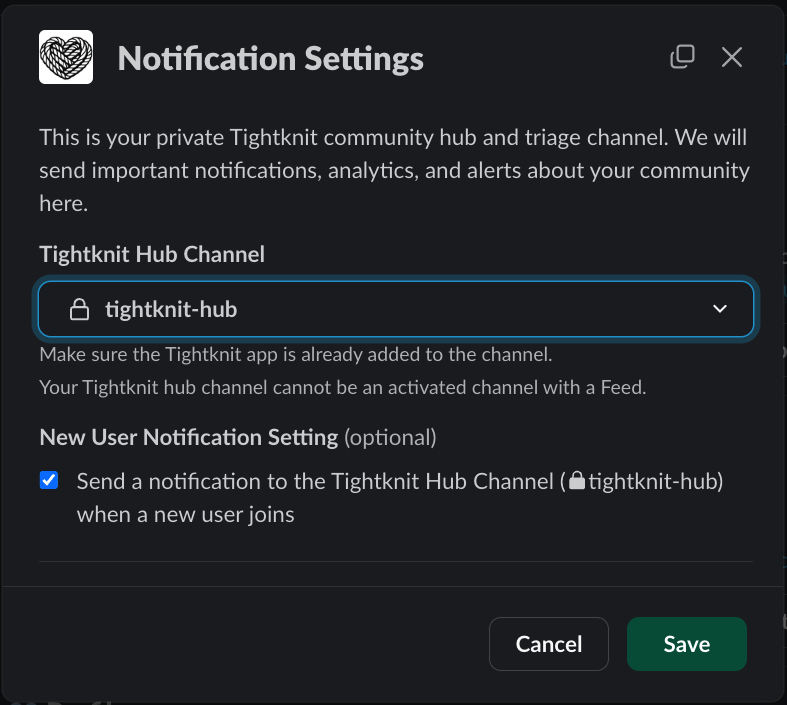 Notification Settings
This is your private Tightknit community hub and triage channel. We will
send important notifications, analytics, and alerts about your community
here.
Tightknit Hub Channel
tightknit-hub
Make sure the Tightknit app is already added to the channel.
Your Tightknit hub channel cannot be an activated channel with a Feed.
New User Notification Setting (optional)
Send a notification to the Tightknit Hub Channel (🔒tightknit-hub)
when a new user joins
Cancel
Save